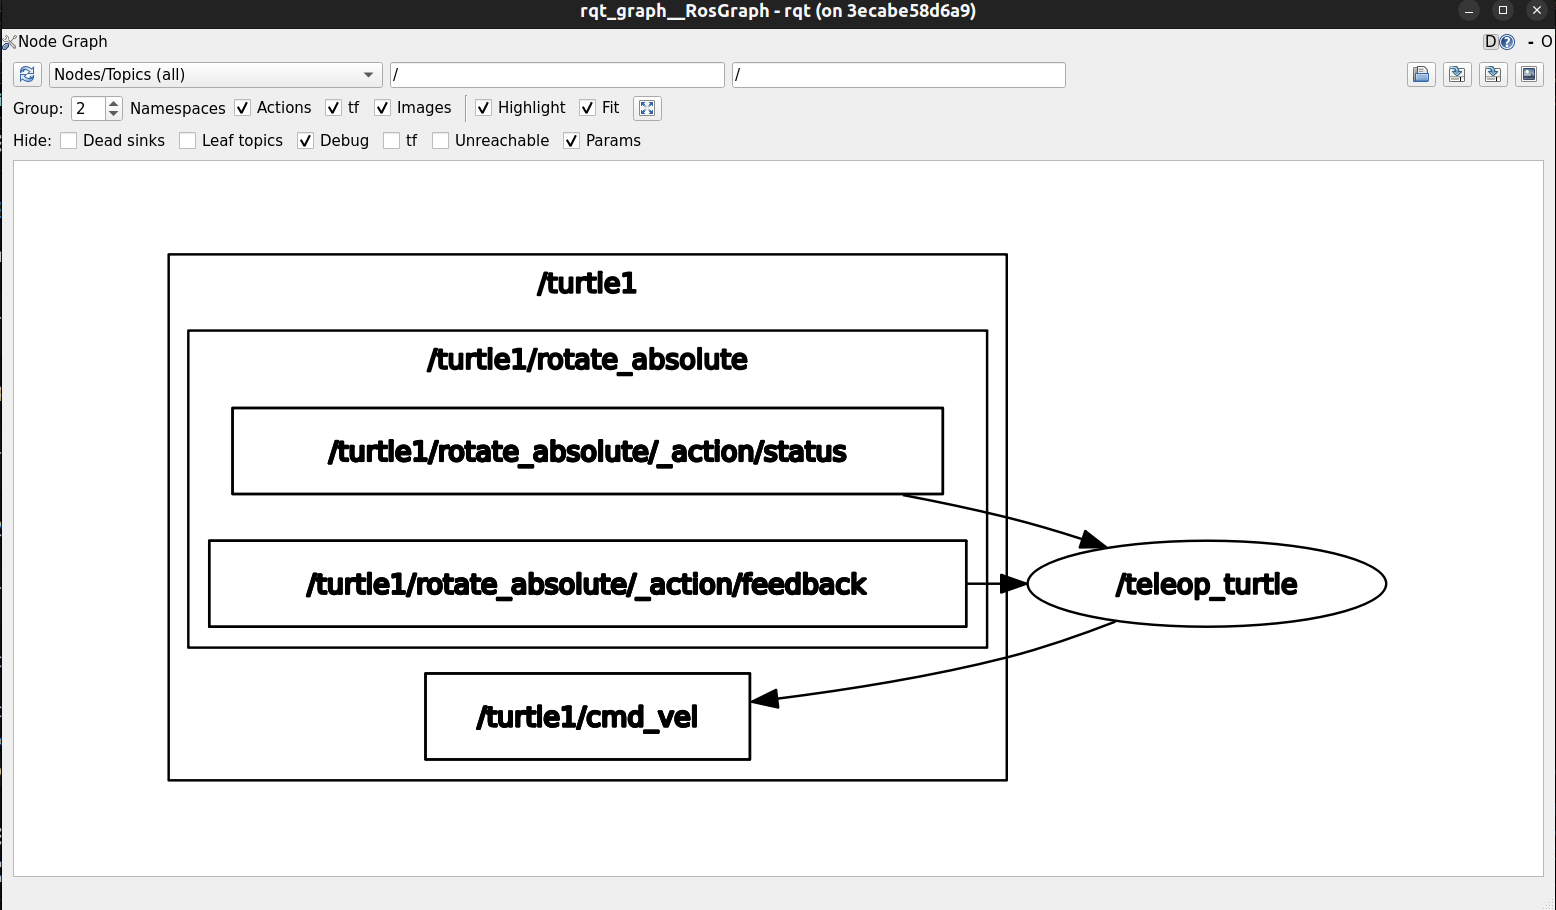 rqt_graph__RosGraph - rqt (on 3ecabe58d6a9)
Node Graph D - O
Nodes/Topics (all) / /
Group: 2 Namespaces Actions tf Images Highlight Fit
Hide: Dead sinks Leaf topics Debug tf Unreachable Params
/turtle1
/turtle1/rotate_absolute
/turtle1/rotate_absolute/_action/status
/turtle1/rotate_absolute/_action/feedback
/teleop_turtle
/turtle1/cmd_vel